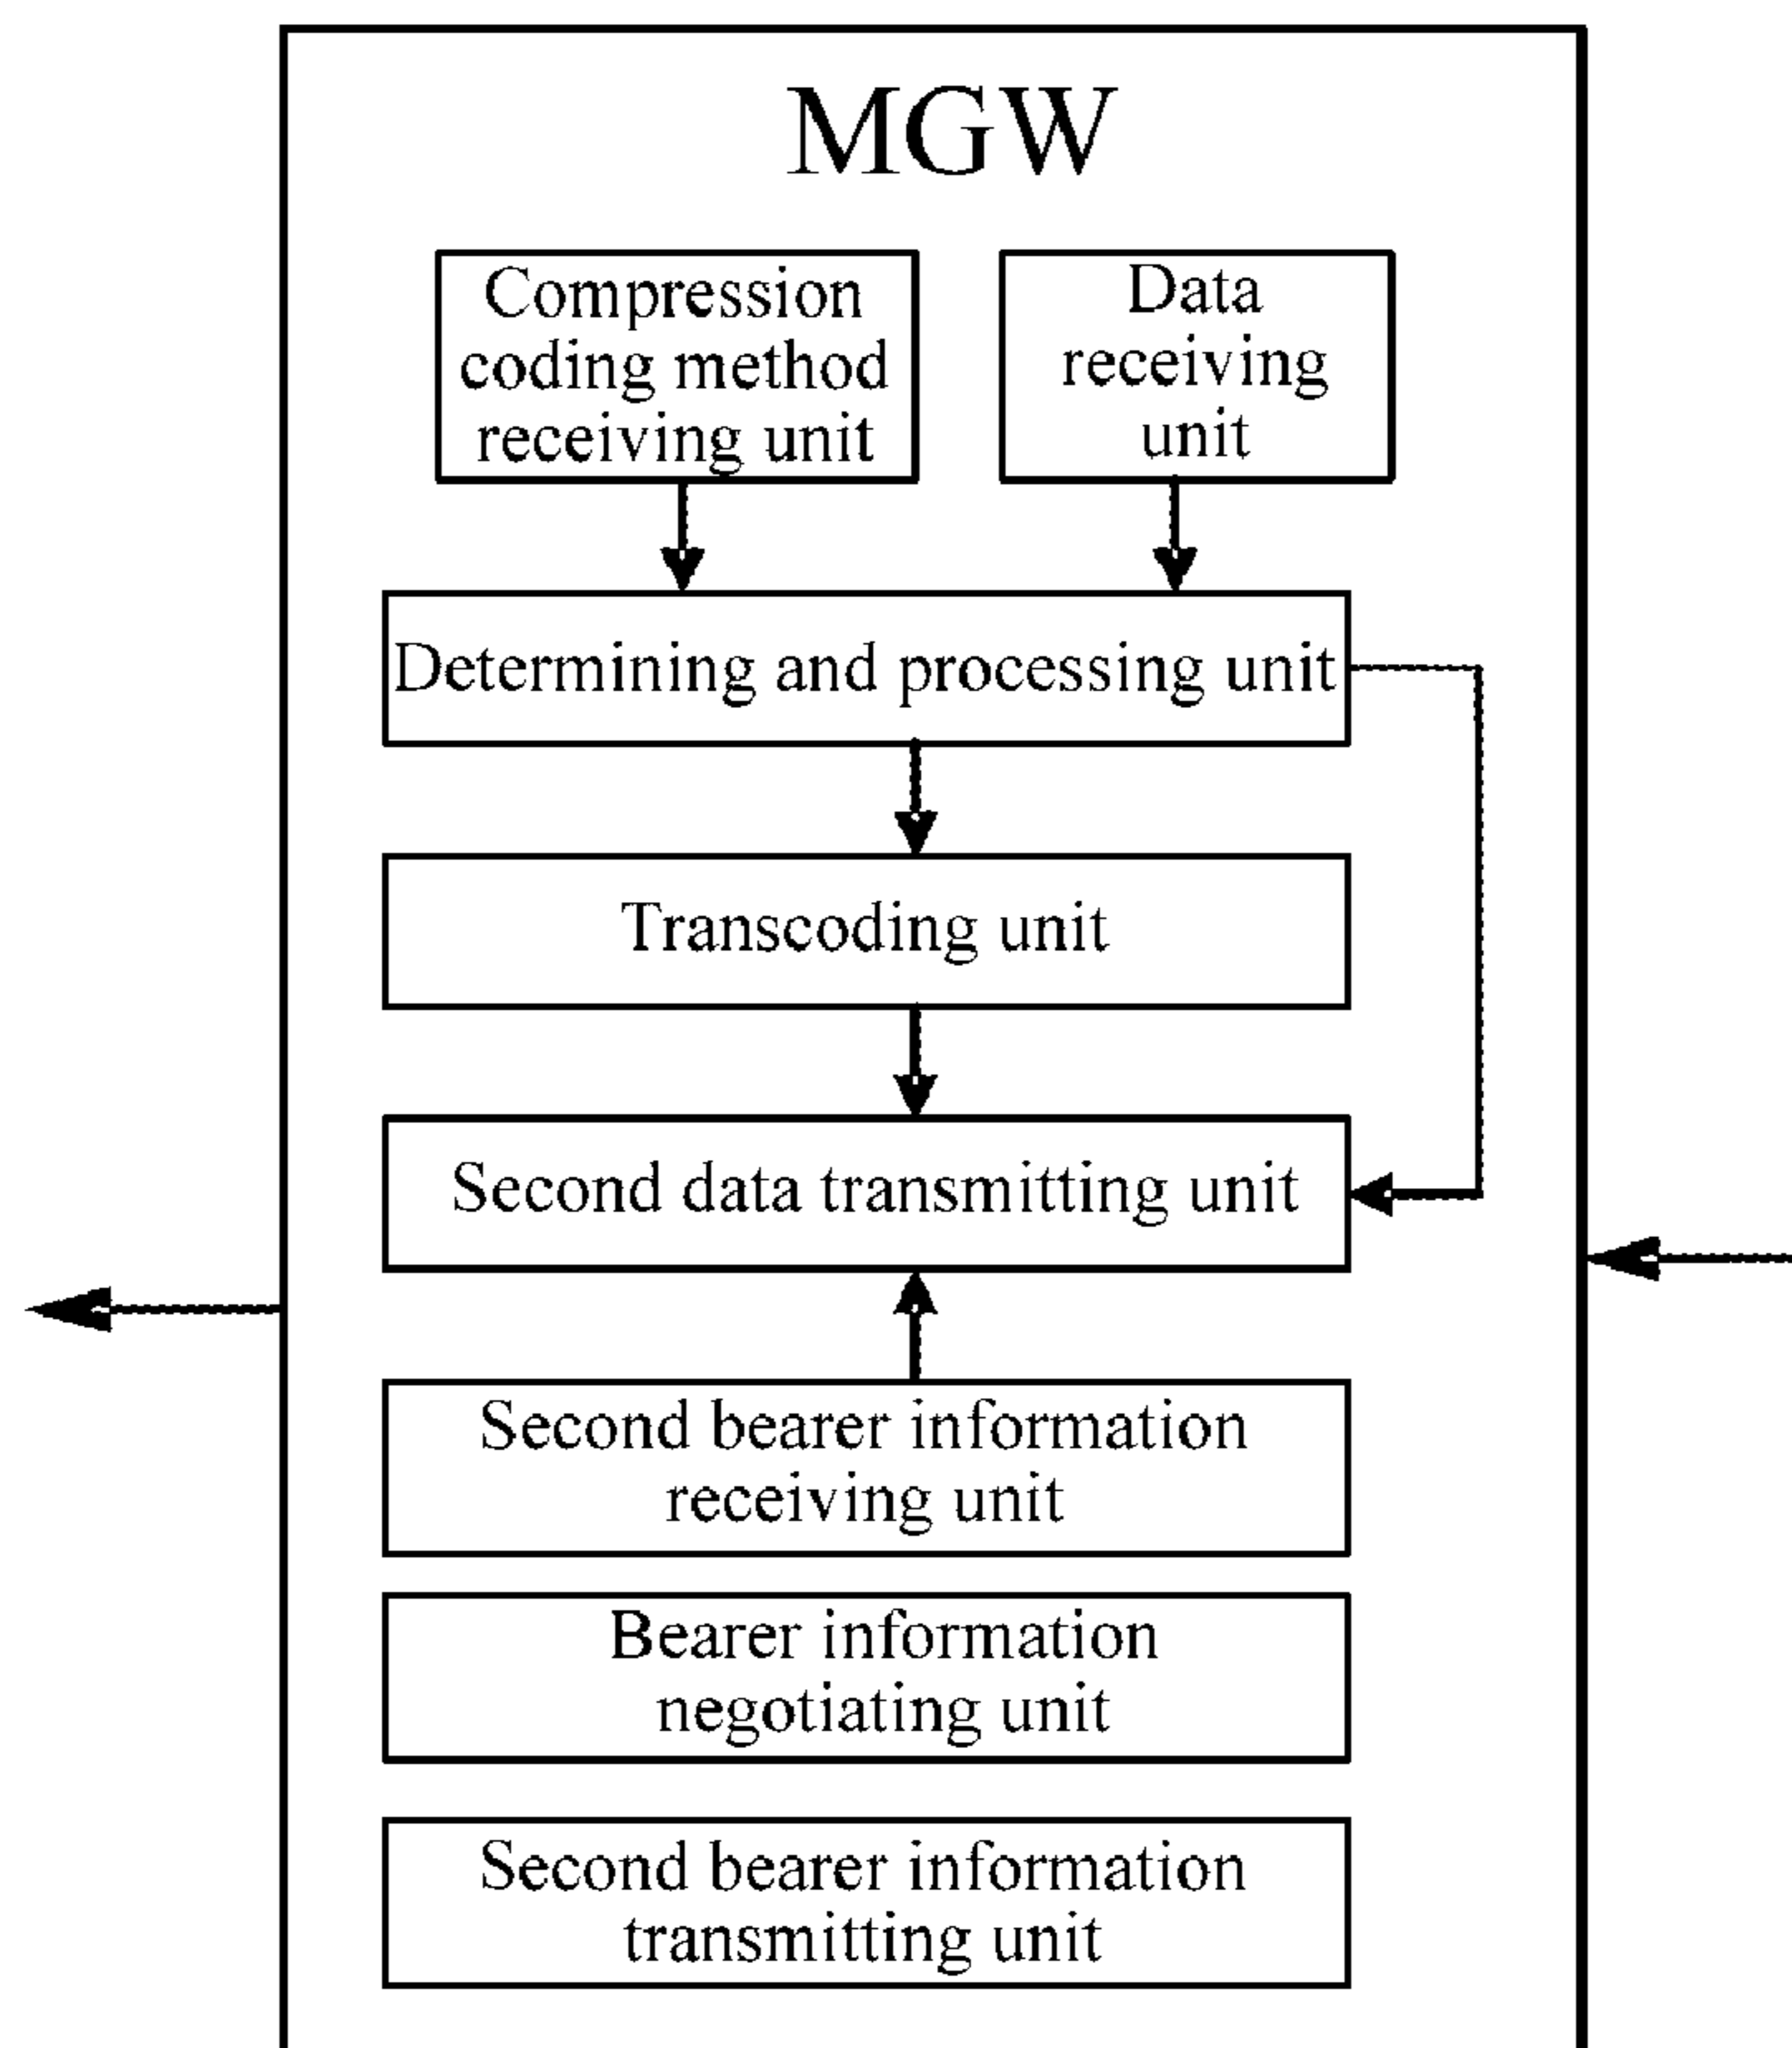 MGW
Compression
coding method
receiving unit
Data
receiving
unit
Determining and processing unit
Transcoding unit
Second data transmitting unit
Second bearer information
receiving unit
Bearer information
negotiating unit
Second bearer information
transmitting unit